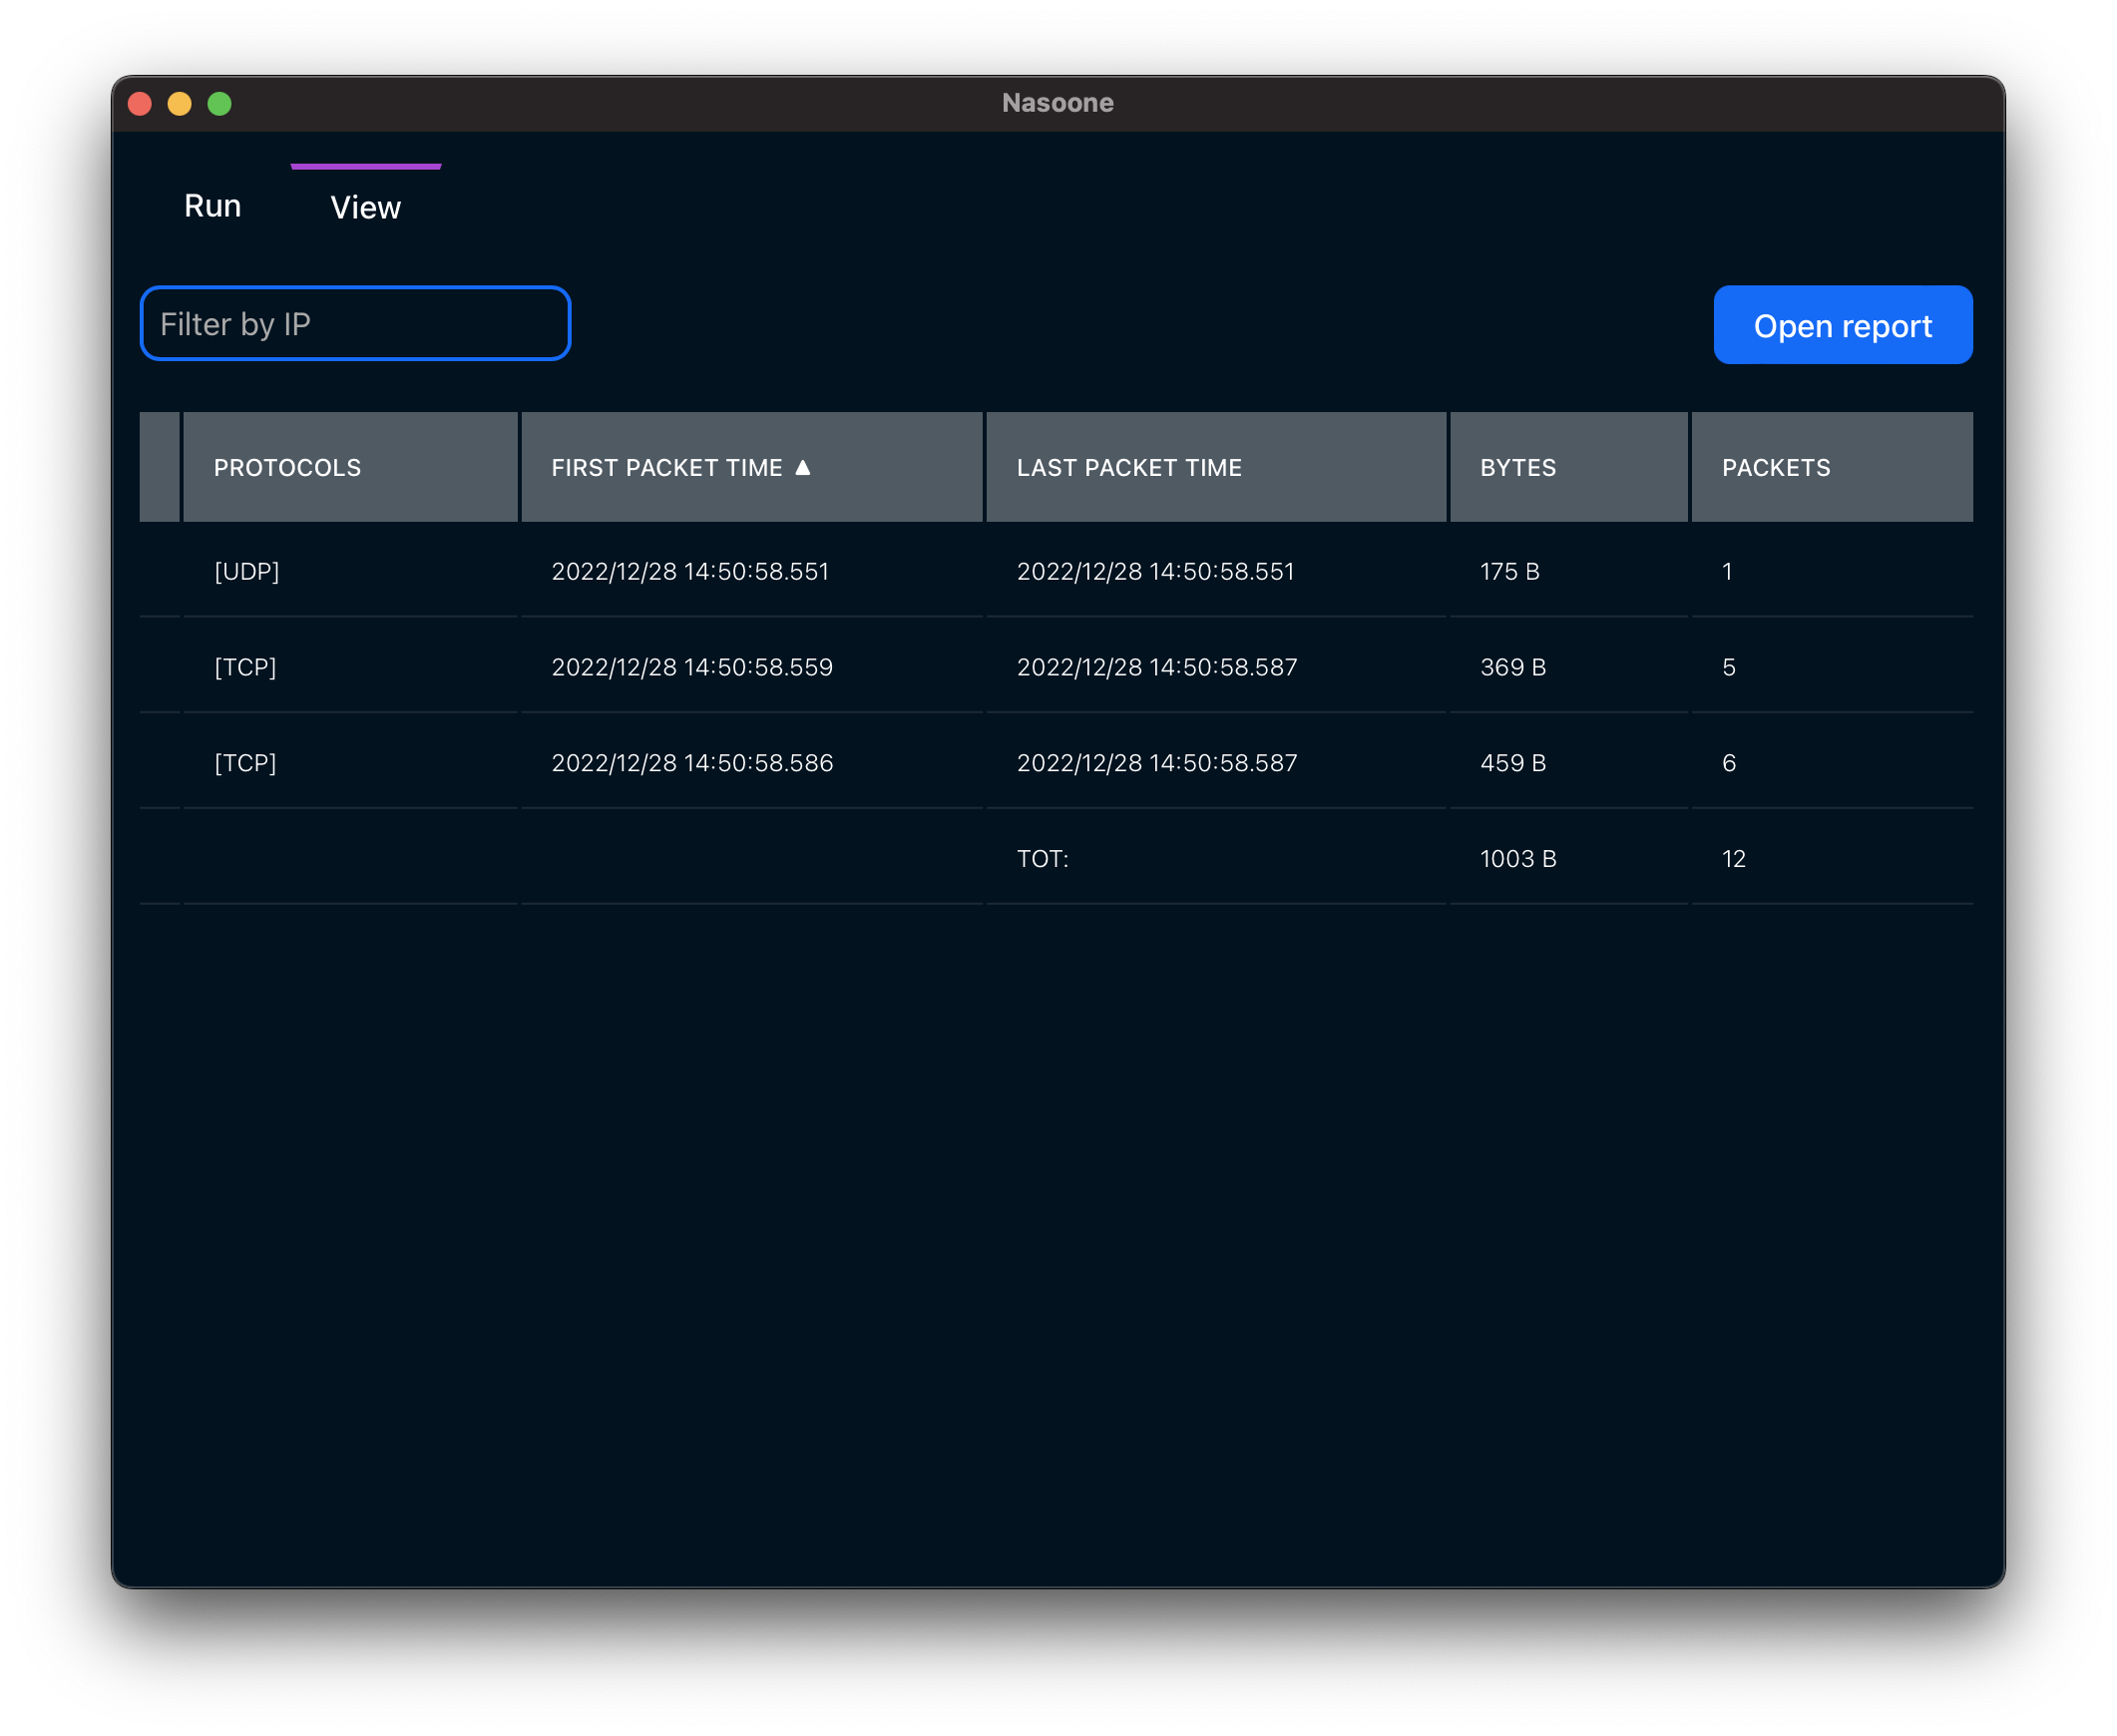 Nasoone
Run View
Filter by IP Open report
PROTOCOLS FIRST PACKET TIME ▲ LAST PACKET TIME BYTES PACKETS
[UDP] 2022/12/28 14:50:58.551 2022/12/28 14:50:58.551 175 B 1
[TCP] 2022/12/28 14:50:58.559 2022/12/28 14:50:58.587 369 B 5
[TCP] 2022/12/28 14:50:58.586 2022/12/28 14:50:58.587 459 B 6
TOT: 1003 B 12